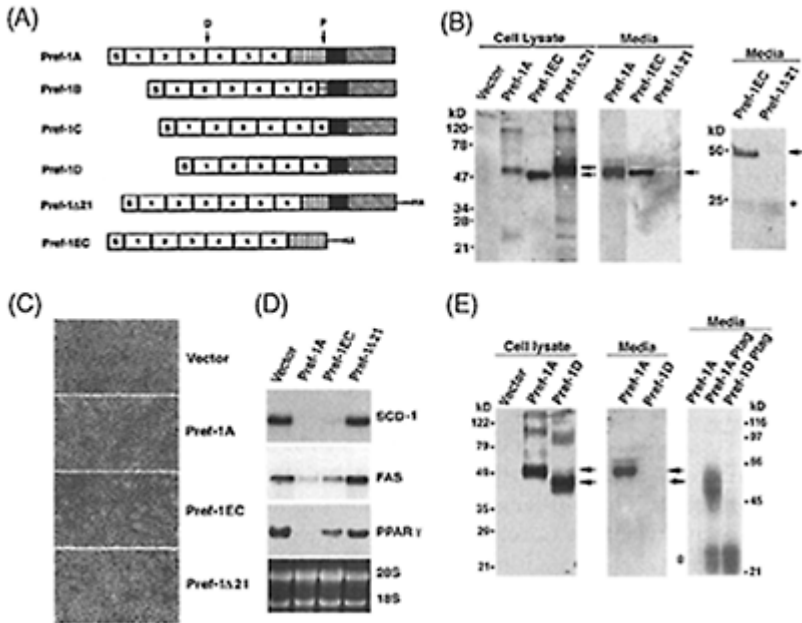 (A)
D P
Pref-1A
Pref-1B
Pref-1C
Pref-1D
Pref-1Δ21
Pref-1EC
(B)
Cell Lysate Media
Vector Pref-1A Pref-1EC Pref-1Δ21 Pref-1A Pref-1EC Pref-1Δ21
kD
120
78
47
34
28
21
Media
Pref-1EC Pref-1Δ21
kD
50
25
*
(C)
Vector
Pref-1A
Pref-1EC
Pref-1Δ21
(D)
Vector Pref-1A Pref-1EC Pref-1Δ21
SCD-1
FAS
PPARγ
28S
18S
(E)
Cell lysate Media Media
Vector Pref-1A Pref-1D Pref-1A Pref-1D Pref-1A Pref-1A Ptag Pref-1D Ptag
kD kD
122 116
79 97
49 66
35 45
29
21 21